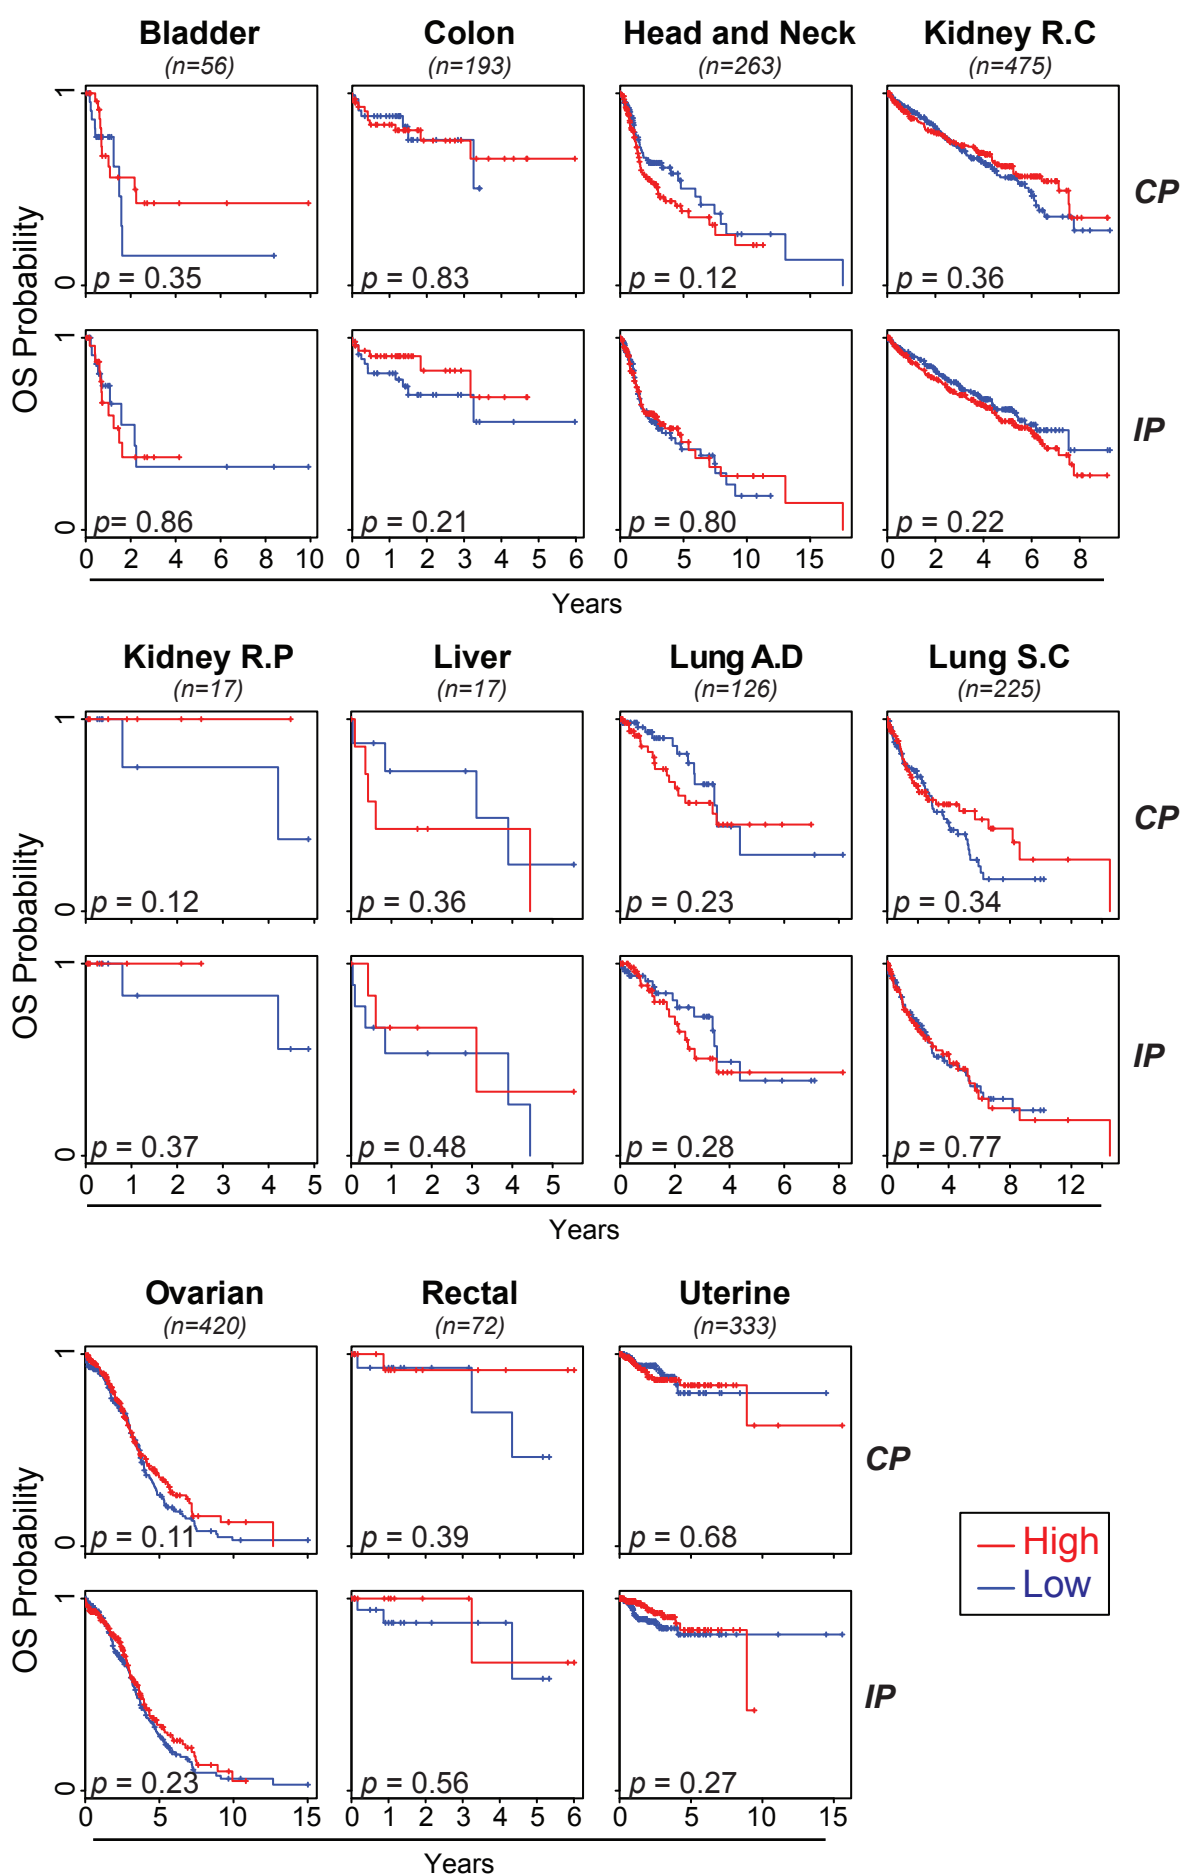 Bladder Colon Head and Neck Kidney R.C
(n=56) (n=193) (n=263) (n=475)
1
OS Probability
CP
0
p = 0.35 p = 0.83 p = 0.12 p = 0.36
1
IP
0
p= 0.86 p = 0.21 p = 0.80 p = 0.22
0 2 4 6 8 10 0 1 2 3 4 5 6 0 5 10 15 0 2 4 6 8
Years
Kidney R.P Liver Lung A.D Lung S.C
(n=17) (n=17) (n=126) (n=225)
1
OS Probability
CP
0
p = 0.12 p = 0.36 p = 0.23 p = 0.34
1
IP
0
p = 0.37 p = 0.48 p = 0.28 p = 0.77
0 1 2 3 4 5 0 1 2 3 4 5 0 2 4 6 8 0 4 8 12
Years
Ovarian Rectal Uterine
(n=420) (n=72) (n=333)
1
OS Probability
CP
0
p = 0.11 p = 0.39 p = 0.68
High
Low
1
IP
0
p = 0.23 p = 0.56 p = 0.27
0 5 10 15 0 1 2 3 4 5 6 0 5 10 15
Years